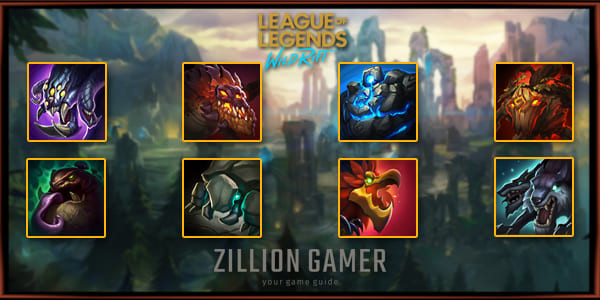 LEAGUE OF
LEGENDS
WILD RIFT
ZILLION GAMER
your game guide